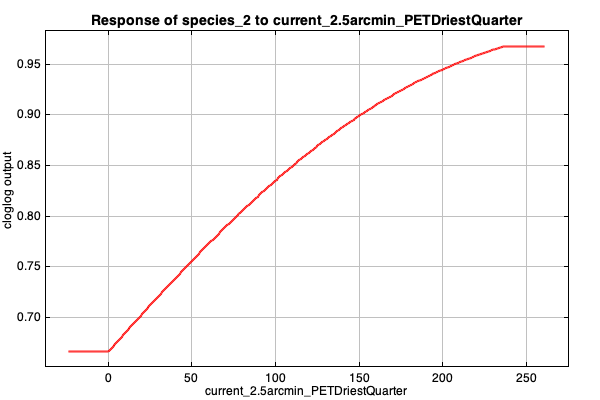 Response of species_2 to current_2.5arcmin_PETDriestQuarter
0.95
0.90
0.85
0.80
0.75
0.70
cloglog output
0 50 100 150 200 250
current_2.5arcmin_PETDriestQuarter